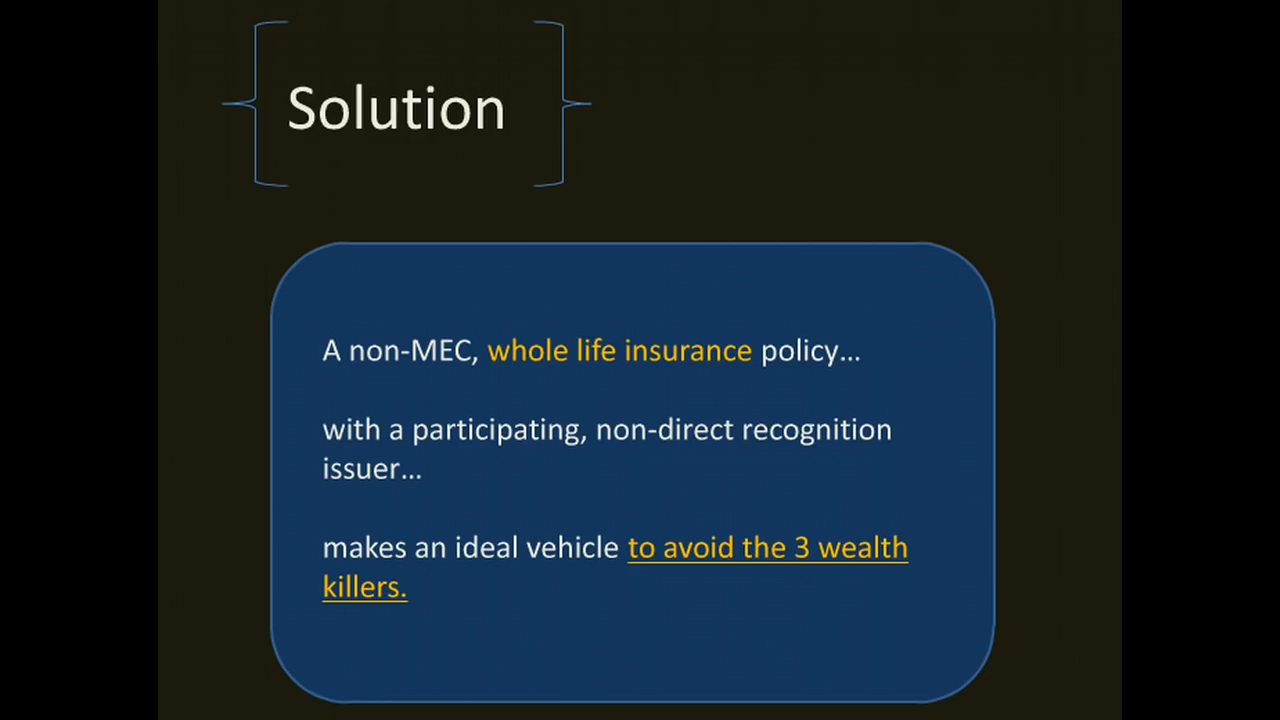 Solution
A non-MEC, whole life insurance policy...
with a participating, non-direct recognition
issuer...
makes an ideal vehicle to avoid the 3 wealth
killers.